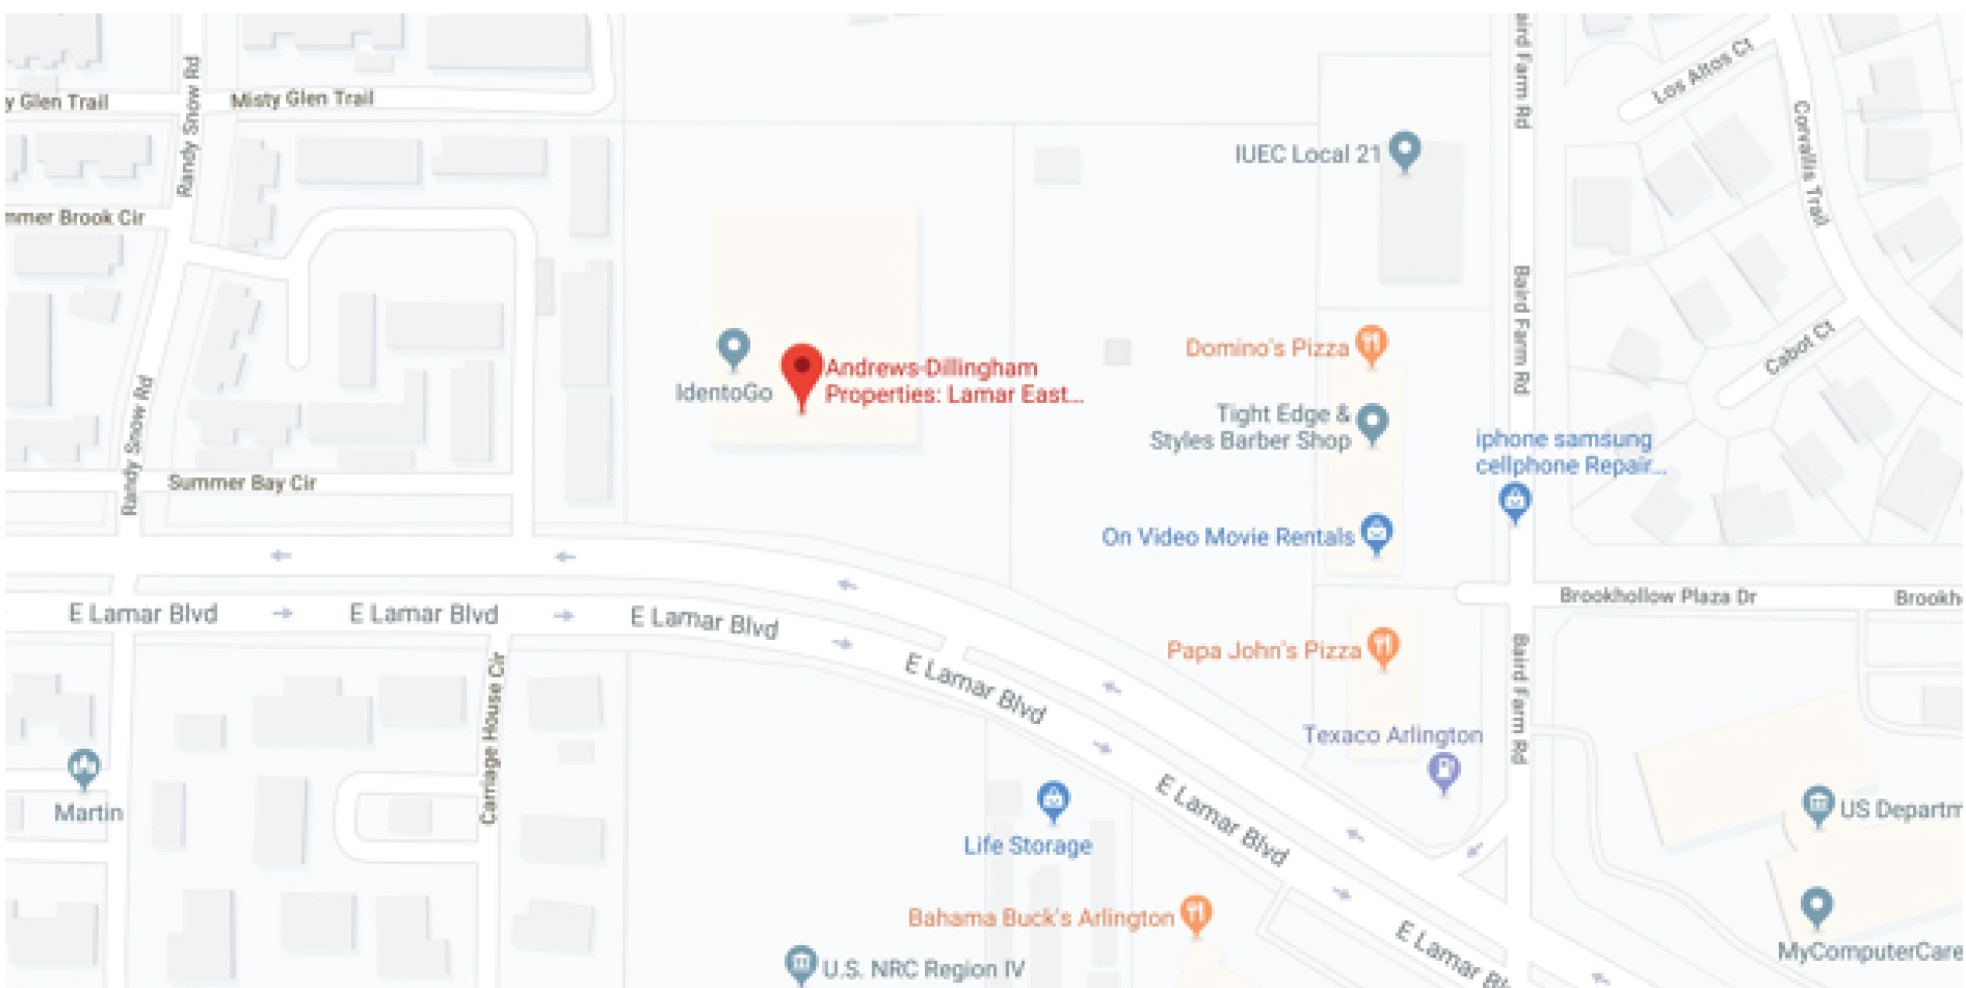 aird Farm Rd
Los Altos Ct
Randy Snow Rd
y Glen Trail
Misty Glen Trail
Corvallis Trail
IUEC Local 21
mmer Brook Cir
Baird Farm Rd
Domino's Pizza
Cabot Ct
Andrews-Dillingham
Properties: Lamar East...
IdentoGo
Tight Edge &
Styles Barber Shop
Randy Snow Rd
iphone samsung
cellphone Repair...
Summer Bay Cir
On Video Movie Rentals
Brookhollow Plaza Dr
Brookh
E Lamar Blvd
E Lamar Blvd
E Lamar Blvd
E Lamar Blvd
Papa John's Pizza
Baird Farm Rd
Carriage House Cir
Texaco Arlington
E Lamar Blvd
Martin
US Departm
Life Storage
Bahama Buck's Arlington
E Lamar Bl
MyComputerCare
U.S. NRC Region IV